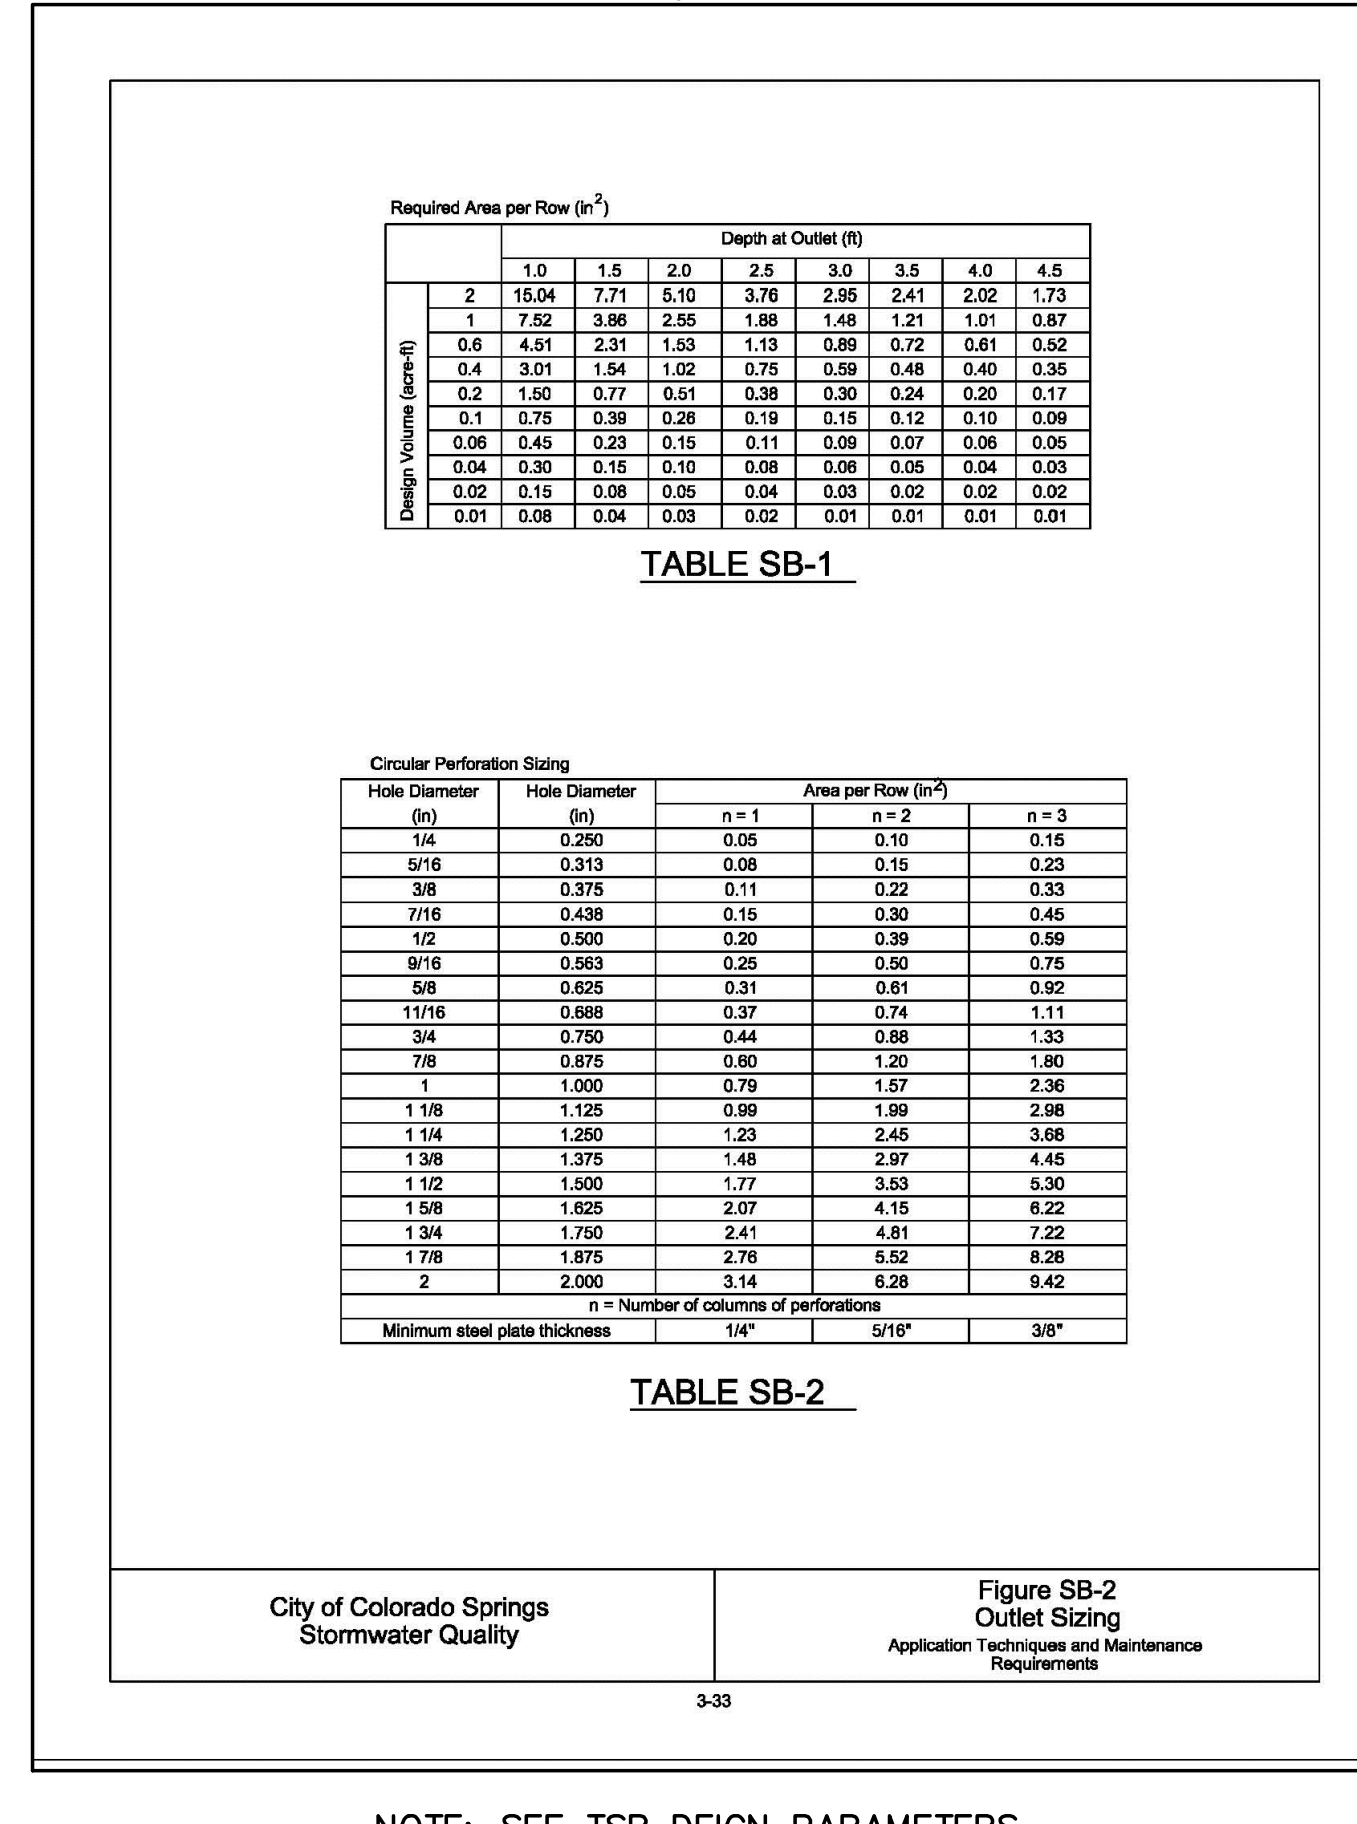 Required Area per Row (in2)
Depth at Outlet (ft)
1.0 1.5 2.0 2.5 3.0 3.5 4.0 4.5
Design Volume (acre-ft)
2 15.04 7.71 5.10 3.76 2.95 2.41 2.02 1.73
1 7.52 3.86 2.55 1.88 1.48 1.21 1.01 0.87
0.6 4.51 2.31 1.53 1.13 0.89 0.72 0.61 0.52
0.4 3.01 1.54 1.02 0.75 0.59 0.48 0.40 0.35
0.2 1.50 0.77 0.51 0.38 0.30 0.24 0.20 0.17
0.1 0.75 0.39 0.26 0.19 0.15 0.12 0.10 0.09
0.06 0.45 0.23 0.15 0.11 0.09 0.07 0.06 0.05
0.04 0.30 0.15 0.10 0.08 0.06 0.05 0.04 0.03
0.02 0.15 0.08 0.05 0.04 0.03 0.02 0.02 0.02
0.01 0.08 0.04 0.03 0.02 0.01 0.01 0.01 0.01
TABLE SB-1
Circular Perforation Sizing
Hole Diameter Hole Diameter Area per Row (in2)
(in) (in) n = 1 n = 2 n = 3
1/4 0.250 0.05 0.10 0.15
5/16 0.313 0.08 0.15 0.23
3/8 0.375 0.11 0.22 0.33
7/16 0.438 0.15 0.30 0.45
1/2 0.500 0.20 0.39 0.59
9/16 0.563 0.25 0.50 0.75
5/8 0.625 0.31 0.61 0.92
11/16 0.688 0.37 0.74 1.11
3/4 0.750 0.44 0.88 1.33
7/8 0.875 0.60 1.20 1.80
1 1.000 0.79 1.57 2.36
1 1/8 1.125 0.99 1.99 2.98
1 1/4 1.250 1.23 2.45 3.68
1 3/8 1.375 1.48 2.97 4.45
1 1/2 1.500 1.77 3.53 5.30
1 5/8 1.625 2.07 4.15 6.22
1 3/4 1.750 2.41 4.81 7.22
1 7/8 1.875 2.76 5.52 8.28
2 2.000 3.14 6.28 9.42
n = Number of columns of perforations
Minimum steel plate thickness 1/4" 5/16" 3/8"
TABLE SB-2
City of Colorado Springs
Stormwater Quality
Figure SB-2
Outlet Sizing
Application Techniques and Maintenance
Requirements
3-33
NOTE: SEE TSB DEIGN PARAMETERS